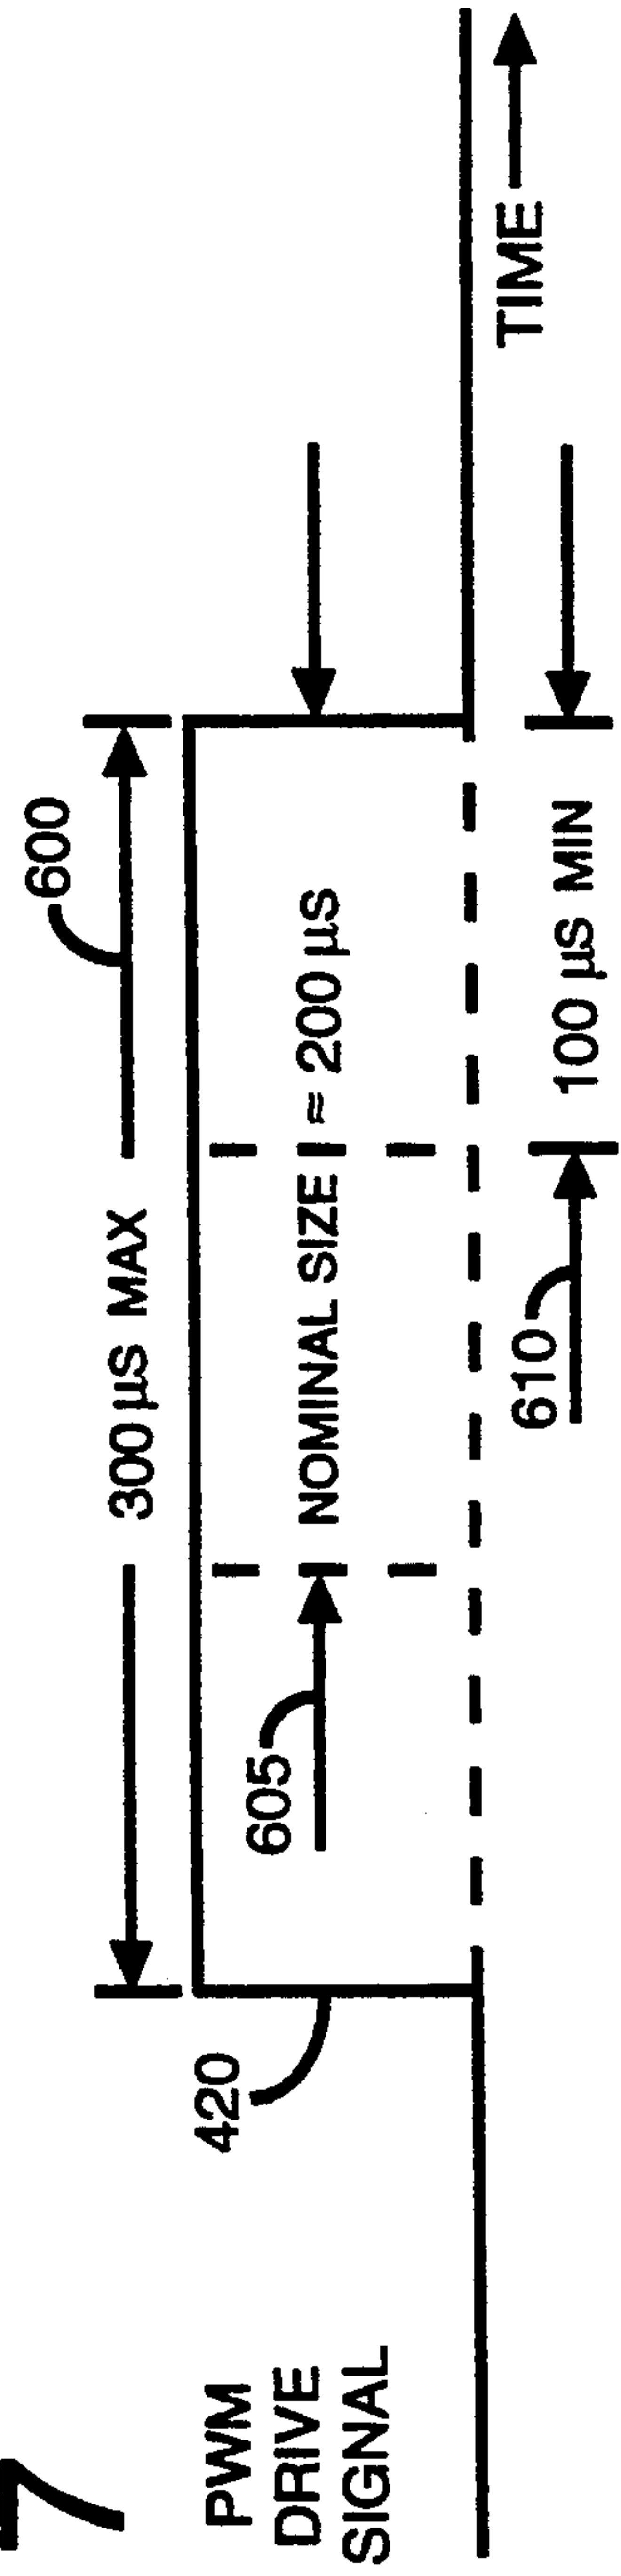 7
PWM
DRIVE
SIGNAL
420
300 µS MAX
600
605
NOMINAL SIZE ≈ 200 µS
610
100 µS MIN
TIME